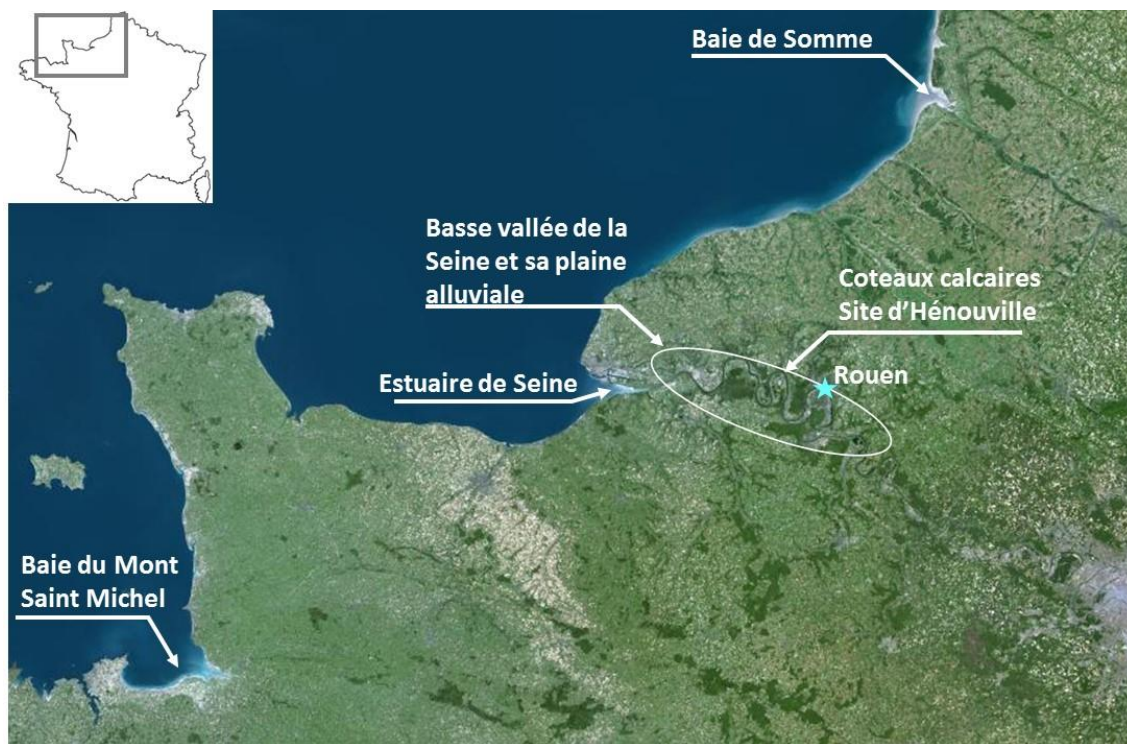 Baie de Somme
Basse vallée de la
Seine et sa plaine
alluviale
Coteaux calcaires
Site d’Hénouville
Estuaire de Seine
Rouen
Baie du Mont
Saint Michel